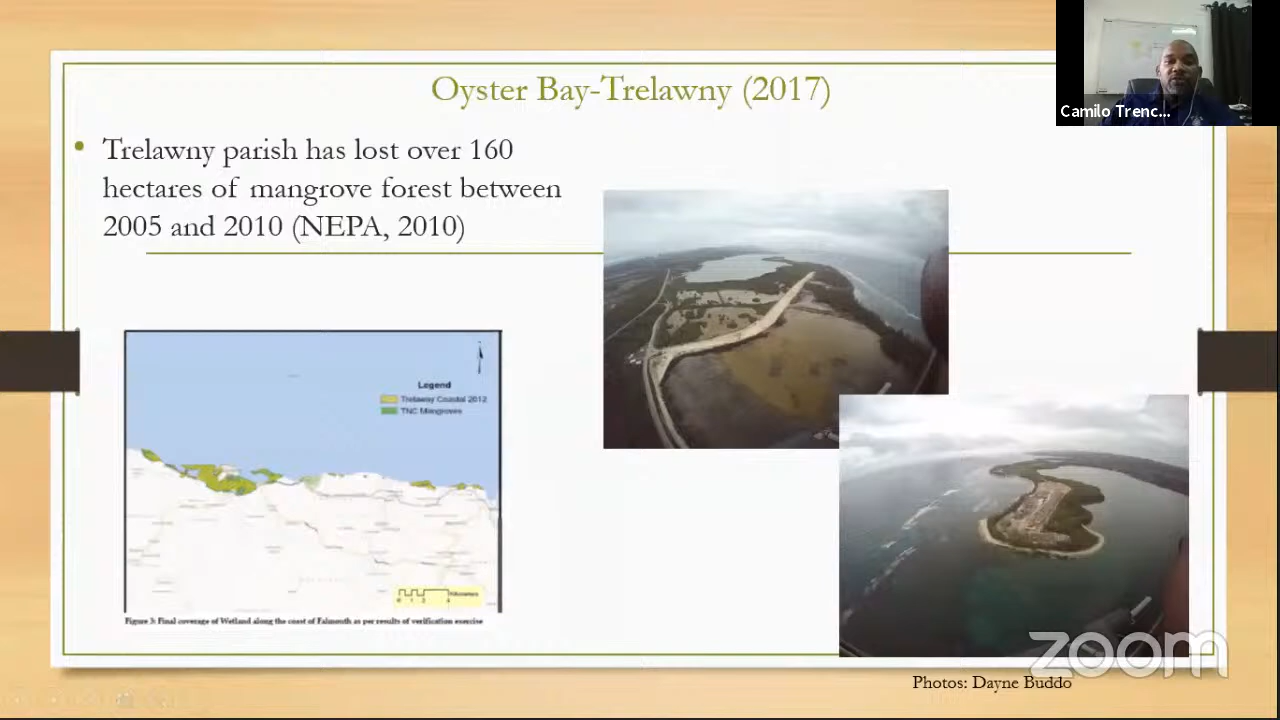 Oyster Bay-Trelawny (2017)
Camilo Trenc...
• Trelawny parish has lost over 160
hectares of mangrove forest between
2005 and 2010 (NEPA, 2010)
Legend
Trelawny Coastal 2012
TNC Mangroves
Kilometres
Figure 3: Final coverage of Wetland along the coast of Falmouth as per results of verification exercise
zoom
Photos: Dayne Buddo